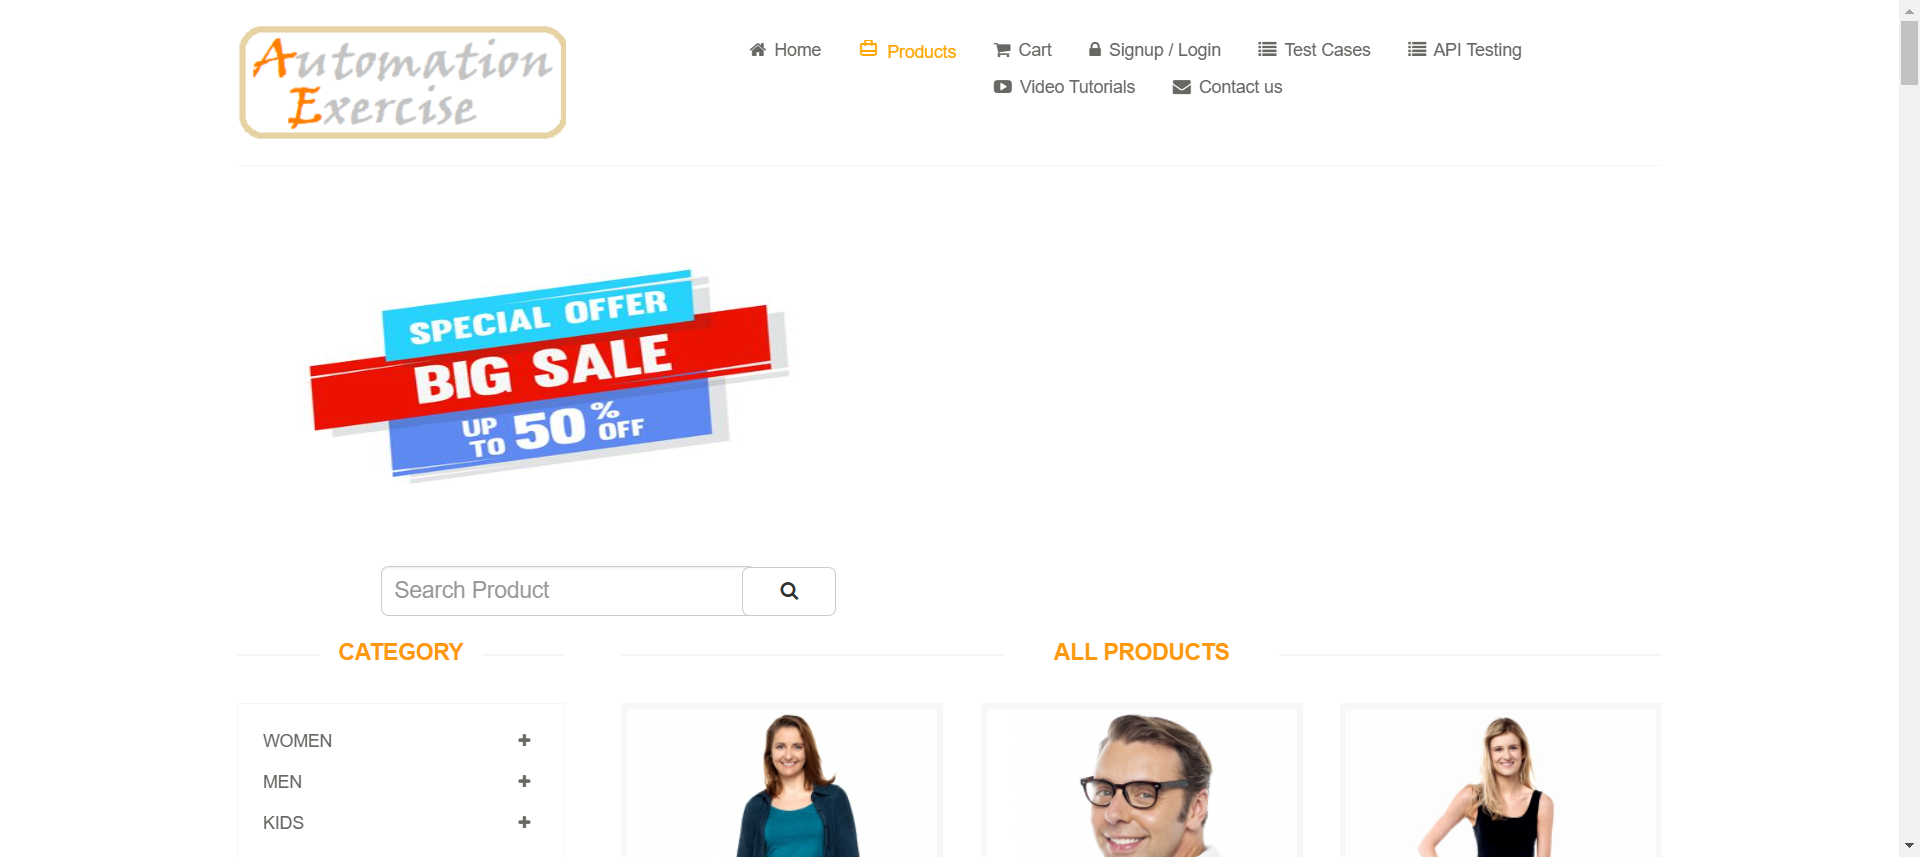 Automation
Exercise
Home
Products
Cart
Signup / Login
Test Cases
API Testing
Video Tutorials
Contact us
SPECIAL OFFER
BIG SALE
UP TO 50% OFF
Search Product
CATEGORY
ALL PRODUCTS
WOMEN
MEN
KIDS